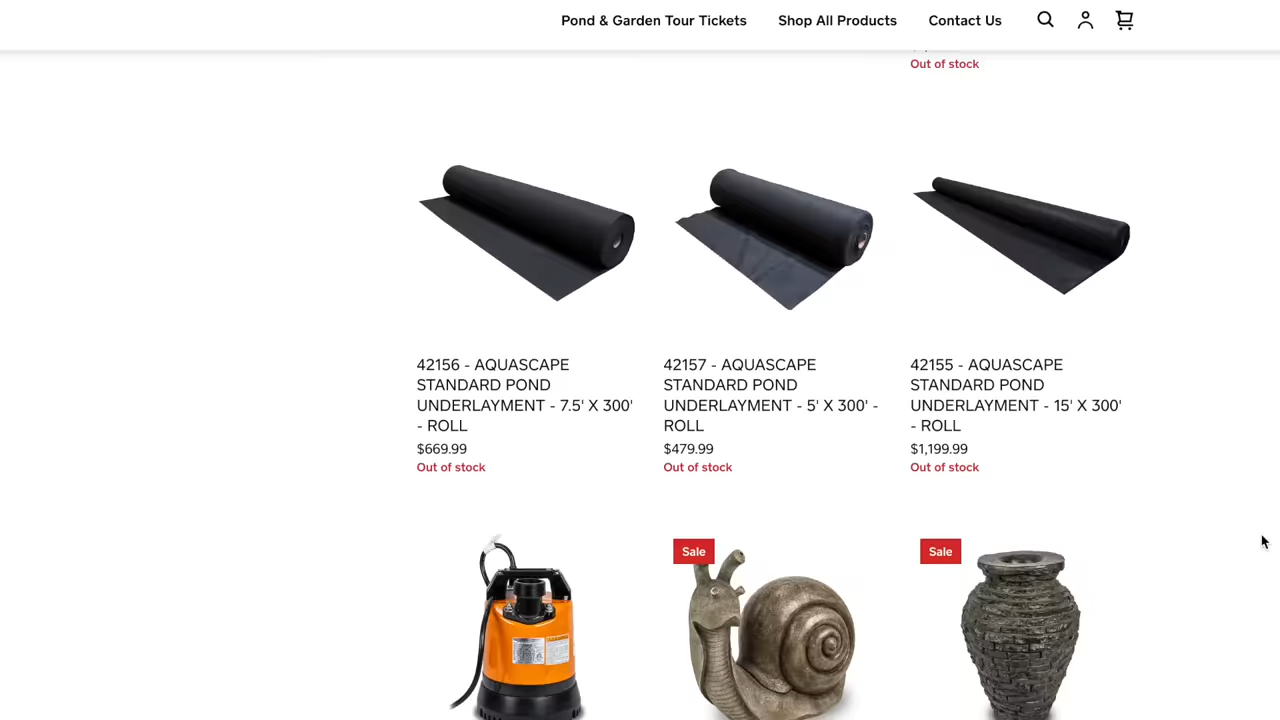 Pond & Garden Tour Tickets Shop All Products Contact Us
Out of stock
42156 - AQUASCAPE
STANDARD POND
UNDERLAYMENT - 7.5' X 300'
- ROLL
$669.99
Out of stock
42157 - AQUASCAPE
STANDARD POND
UNDERLAYMENT - 5' X 300' -
ROLL
$479.99
Out of stock
42155 - AQUASCAPE
STANDARD POND
UNDERLAYMENT - 15' X 300'
- ROLL
$1,199.99
Out of stock
Sale
Sale